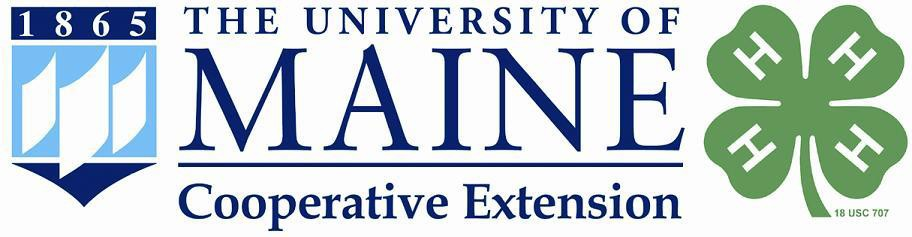 1865
THE UNIVERSITY OF
MAINE
Cooperative Extension
H H
H H
18 USC 707